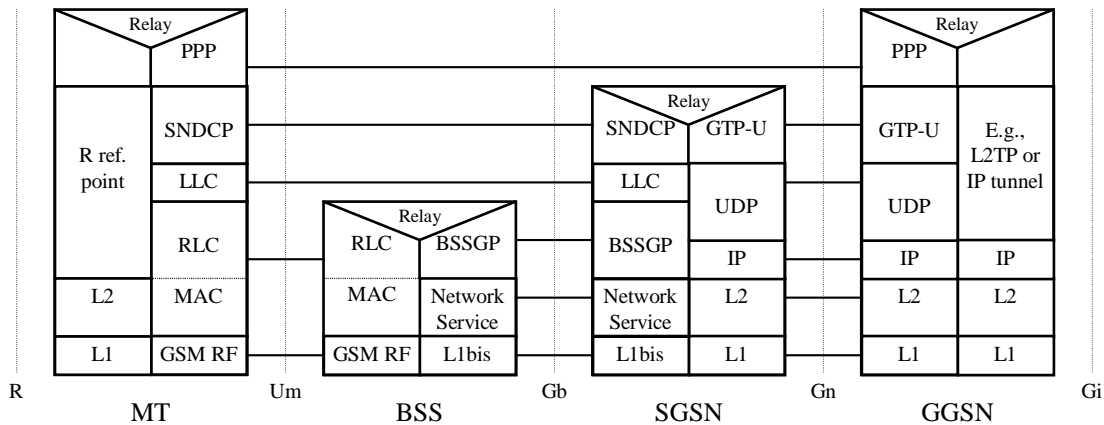 Relay
PPP
Relay
PPP
Relay
SNDCP
SNDCP
GTP-U
GTP-U
E.g.,
L2TP or
IP tunnel
R ref.
point
LLC
LLC
UDP
UDP
Relay
RLC
RLC
BSSGP
BSSGP
IP
IP
IP
L2
MAC
MAC
Network
Service
Network
Service
L2
L2
L2
L1
GSM RF
GSM RF
L1bis
L1bis
L1
L1
L1
R
Um
Gb
Gn
Gi
MT
BSS
SGSN
GGSN